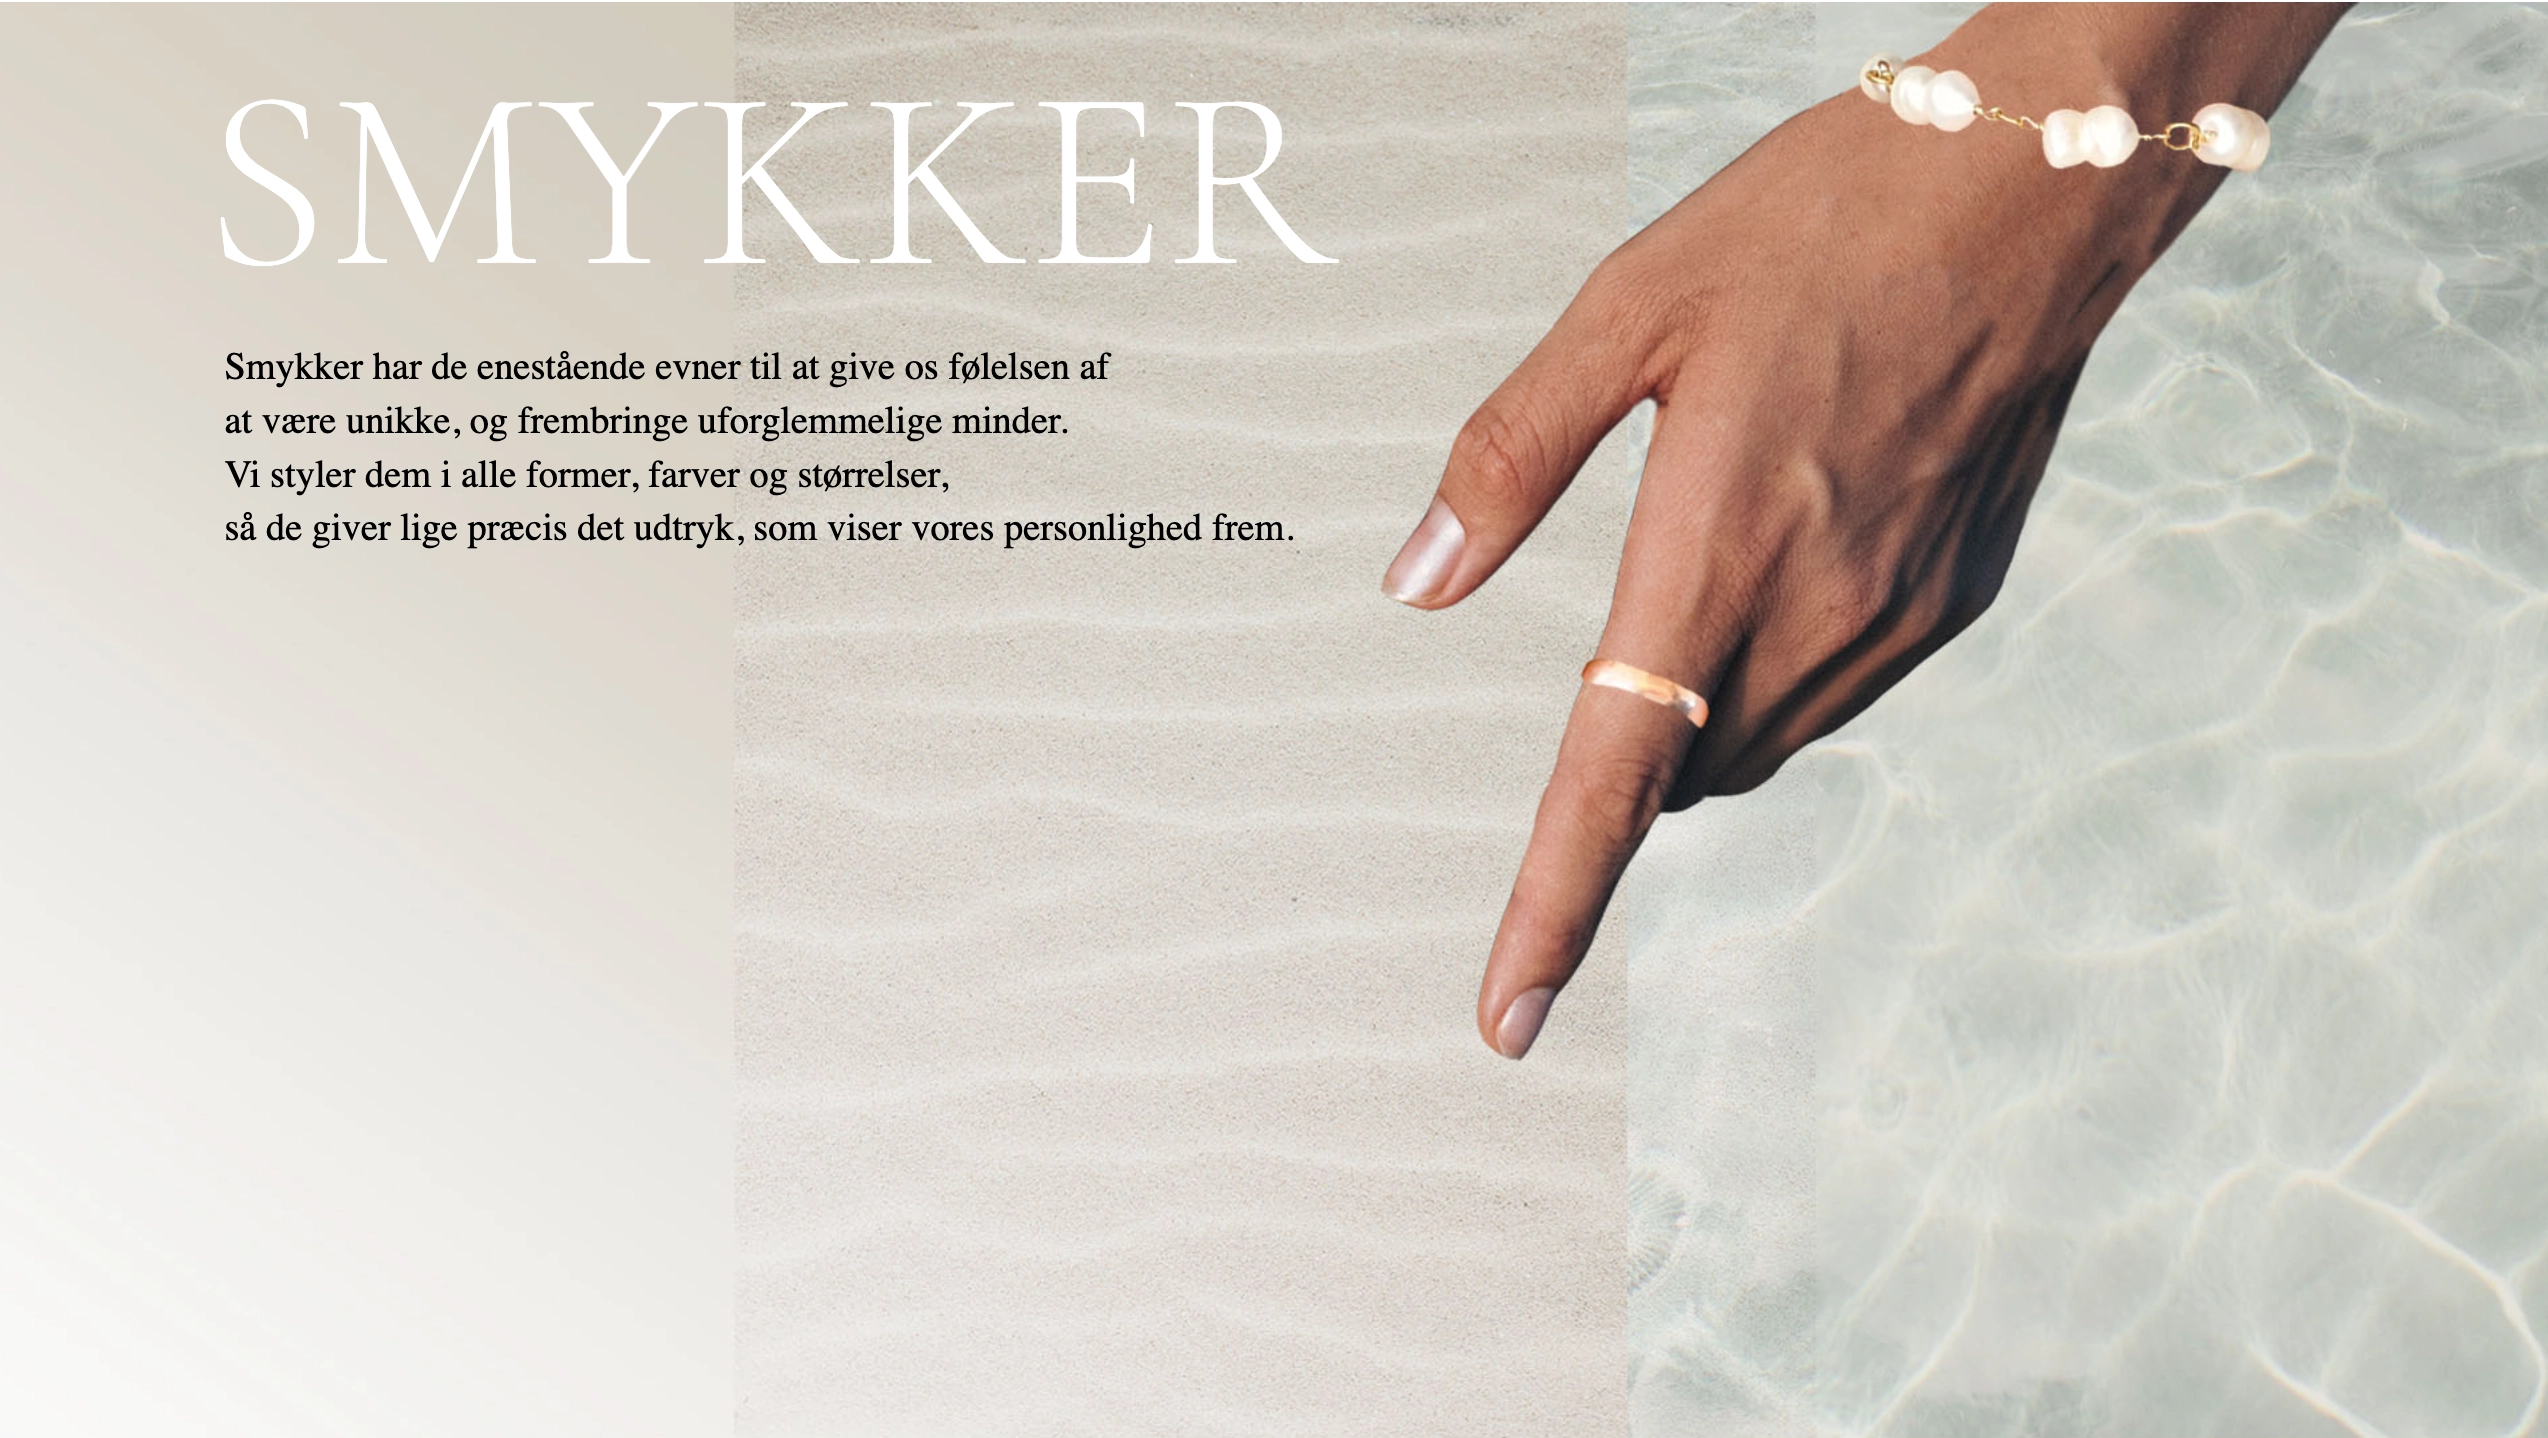 SMYKKER
Smykker har de enestående evner til at give os følelsen af
at være unikke, og frembringe uforglemmelige minder.
Vi styler dem i alle former, farver og størrelser,
så de giver lige præcis det udtryk, som viser vores personlighed frem.